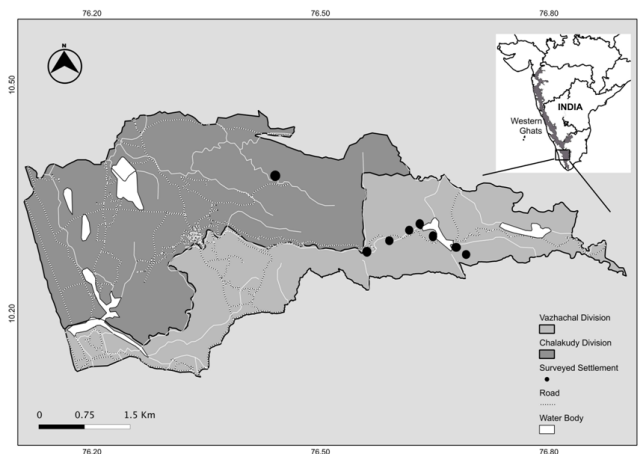 76.20 76.50 76.80
N
10.50
INDIA
Western
Ghats
10.20
Vazhachal Division
Chalakudy Division
Surveyed Settlement
Road
Water Body
0 0.75 1.5 Km
76.20 76.50 76.80